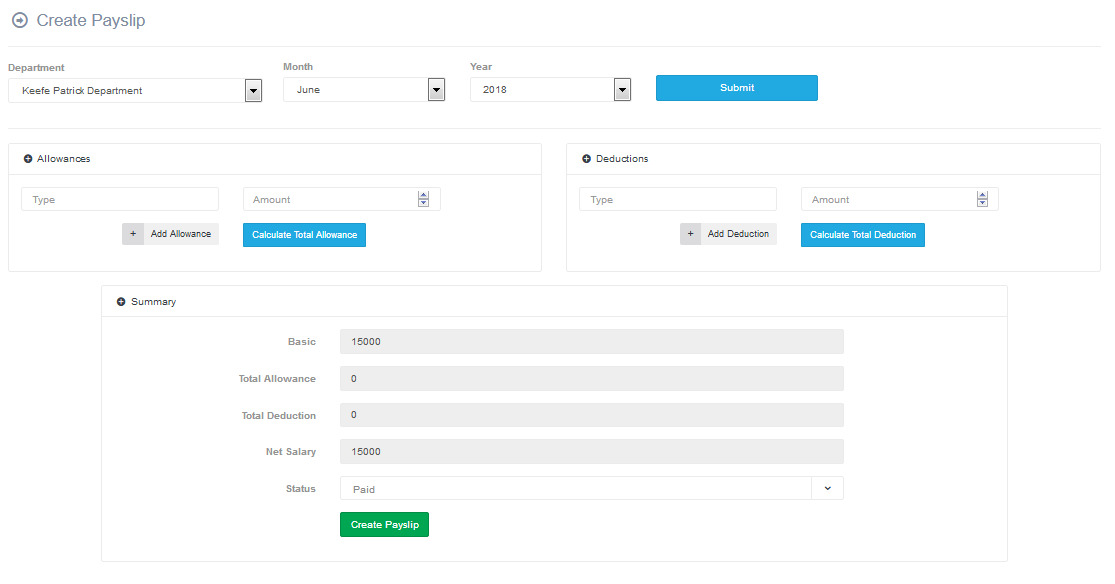 Create Payslip
Department
Month
Year
Keefe Patrick Department
June
2018
Submit
Allowances
Type
Amount
+ Add Allowance
Calculate Total Allowance
Deductions
Type
Amount
+ Add Deduction
Calculate Total Deduction
Summary
Basic 15000
Total Allowance 0
Total Deduction 0
Net Salary 15000
Status Paid
Create Payslip